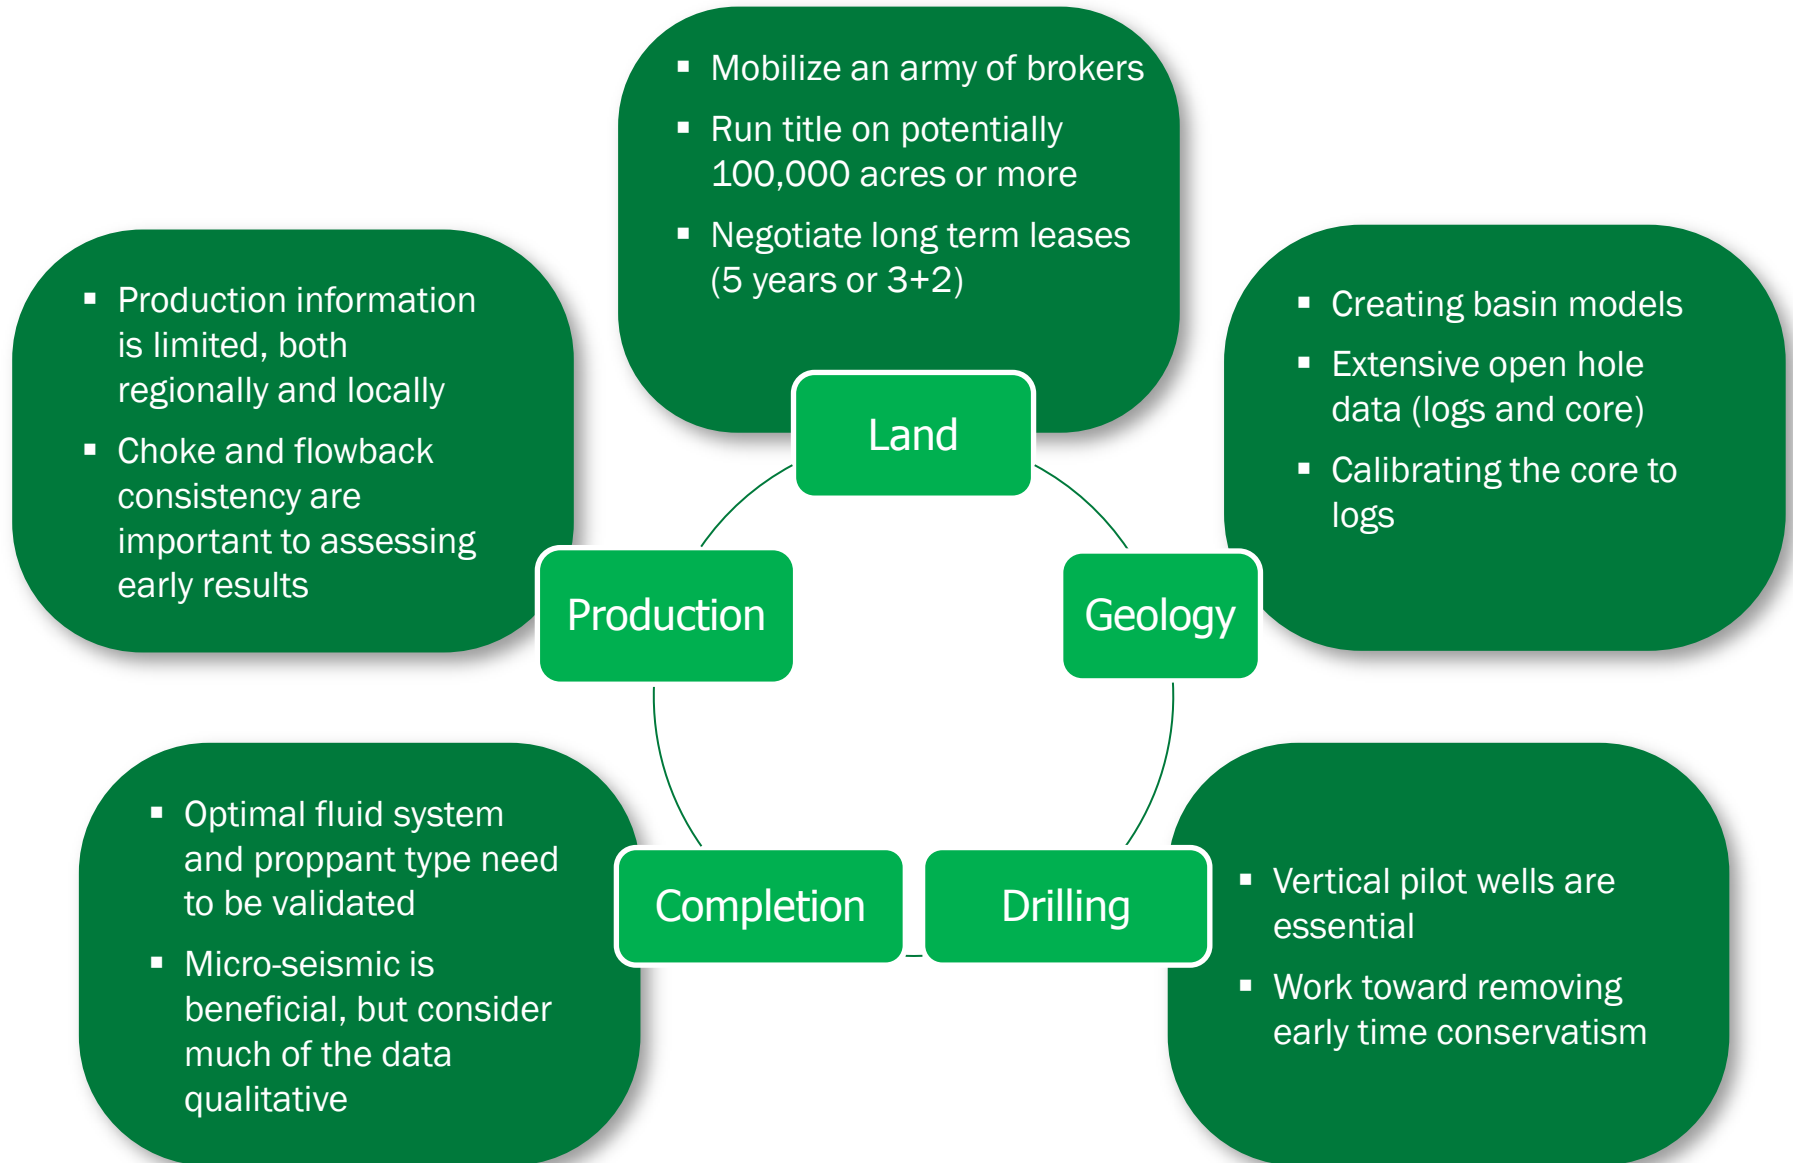 ▪ Mobilize an army of brokers
▪ Run title on potentially
100,000 acres or more
▪ Negotiate long term leases
(5 years or 3+2)
Land
▪ Creating basin models
▪ Extensive open hole
data (logs and core)
▪ Calibrating the core to
logs
Geology
▪ Vertical pilot wells are
essential
▪ Work toward removing
early time conservatism
Drilling
▪ Optimal fluid system
and proppant type need
to be validated
▪ Micro-seismic is
beneficial, but consider
much of the data
qualitative
Completion
▪ Production information
is limited, both
regionally and locally
▪ Choke and flowback
consistency are
important to assessing
early results
Production